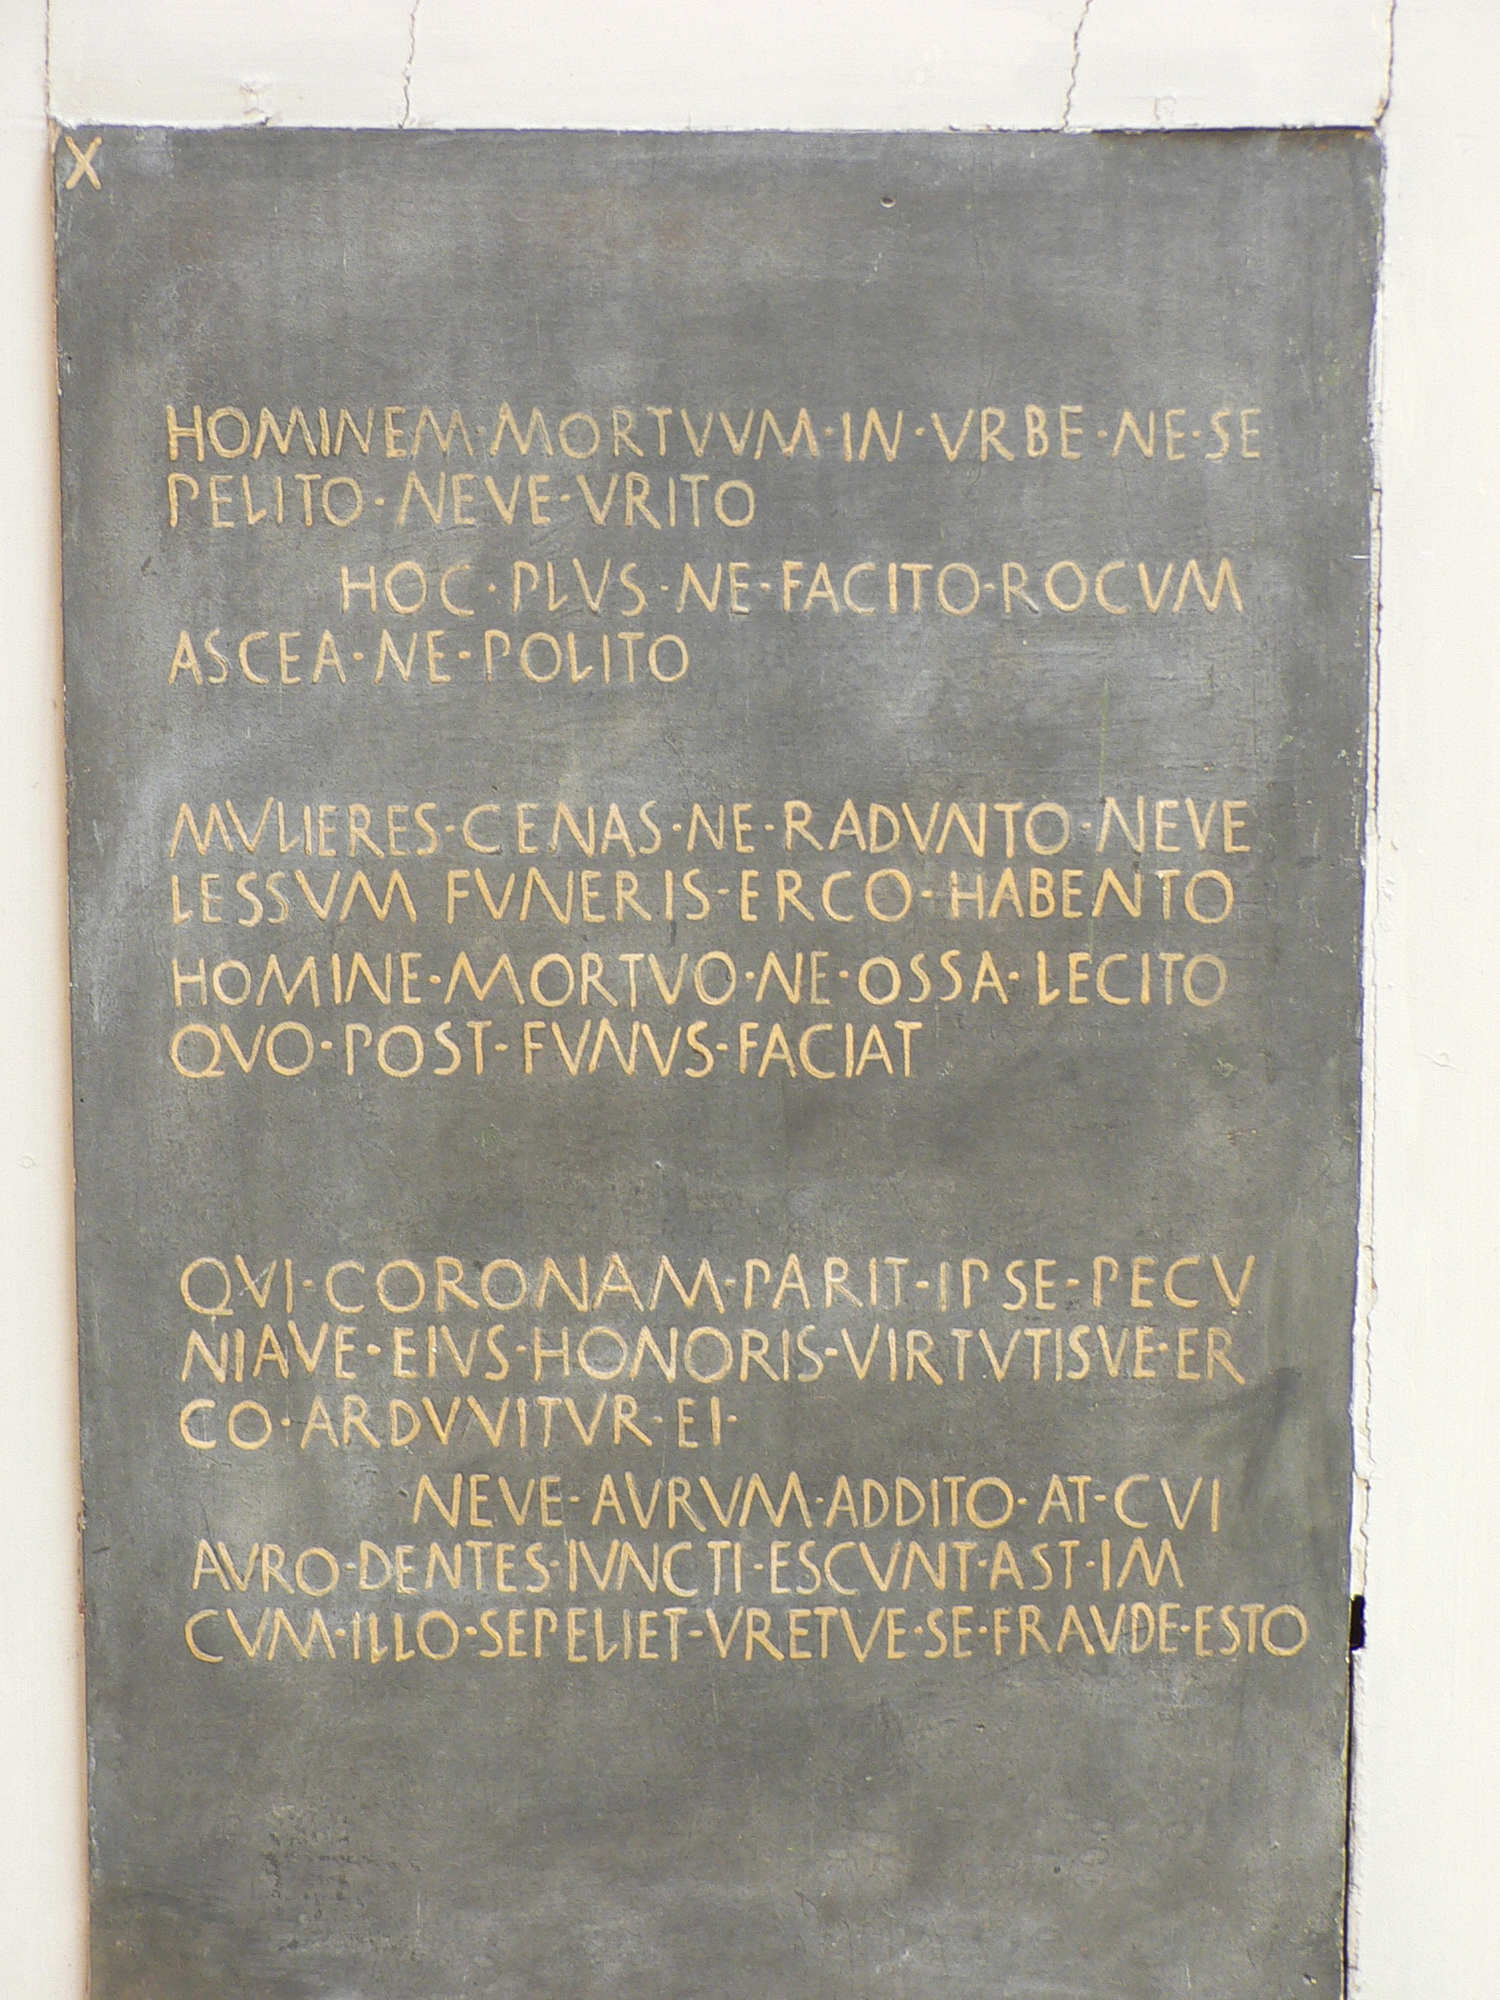 X
HOMINEM·MORTVVM·IN·VRBE·NE·SE
PELITO·NEVE·VRITO
HOC·PLVS·NE·FACITO·ROCVM
ASCEA·NE·POLITO
MVLIERES·CENAS·NE·RADVNTO·NEVE
LESSVM FVNERIS·ERCO·HABENTO
HOMINE·MORTVO·NE·OSSA·LECITO
QVO·POST·FVNVS·FACIAT
QVI·CORONAM·PARIT·IPSE·PECV
NIAVE·EIVS·HONORIS·VIRTVTISVE·ER
CO·ARDVVITVR·EI·
NEVE·AVRVM·ADDITO·AT·CVI
AVRO·DENTES·IVNCTI·ESCVNT·AST·IM
CVM·ILLO·SEPELIET·VRETVE·SE·FRAVDE·ESTO